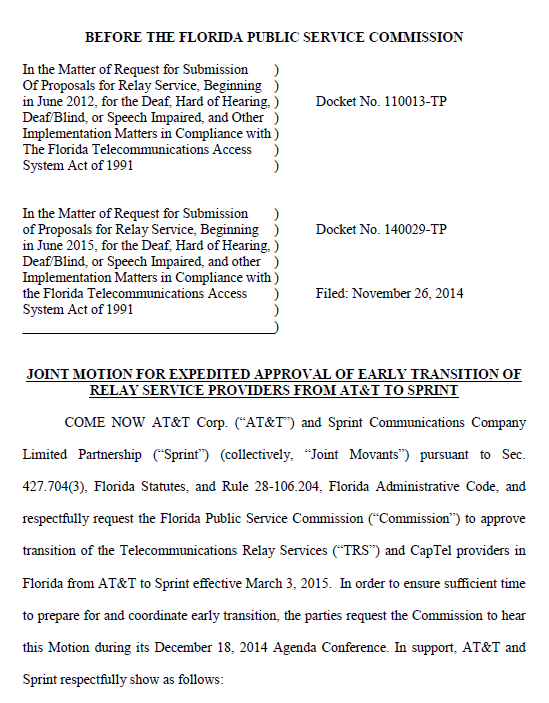 BEFORE THE FLORIDA PUBLIC SERVICE COMMISSION
In the Matter of Request for Submission )
Of Proposals for Relay Service, Beginning )
in June 2012, for the Deaf, Hard of Hearing, ) Docket No. 110013-TP
Deaf/Blind, or Speech Impaired, and Other )
Implementation Matters in Compliance with )
The Florida Telecommunications Access )
System Act of 1991 )
In the Matter of Request for Submission )
of Proposals for Relay Service, Beginning ) Docket No. 140029-TP
in June 2015, for the Deaf, Hard of Hearing, )
Deaf/Blind, or Speech Impaired, and other )
Implementation Matters in Compliance with )
the Florida Telecommunications Access ) Filed: November 26, 2014
System Act of 1991 )
)
JOINT MOTION FOR EXPEDITED APPROVAL OF EARLY TRANSITION OF
RELAY SERVICE PROVIDERS FROM AT&T TO SPRINT
COME NOW AT&T Corp. (“AT&T”) and Sprint Communications Company
Limited Partnership (“Sprint”) (collectively, “Joint Movants”) pursuant to Sec.
427.704(3), Florida Statutes, and Rule 28-106.204, Florida Administrative Code, and
respectfully request the Florida Public Service Commission (“Commission”) to approve
transition of the Telecommunications Relay Services (“TRS”) and CapTel providers in
Florida from AT&T to Sprint effective March 3, 2015. In order to ensure sufficient time
to prepare for and coordinate early transition, the parties request the Commission to hear
this Motion during its December 18, 2014 Agenda Conference. In support, AT&T and
Sprint respectfully show as follows: